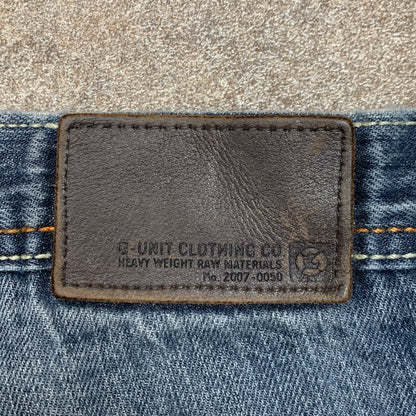 G-UNIT CLOTHING CO
HEAVY WEIGHT RAW MATERIALS
No. 2007-0050